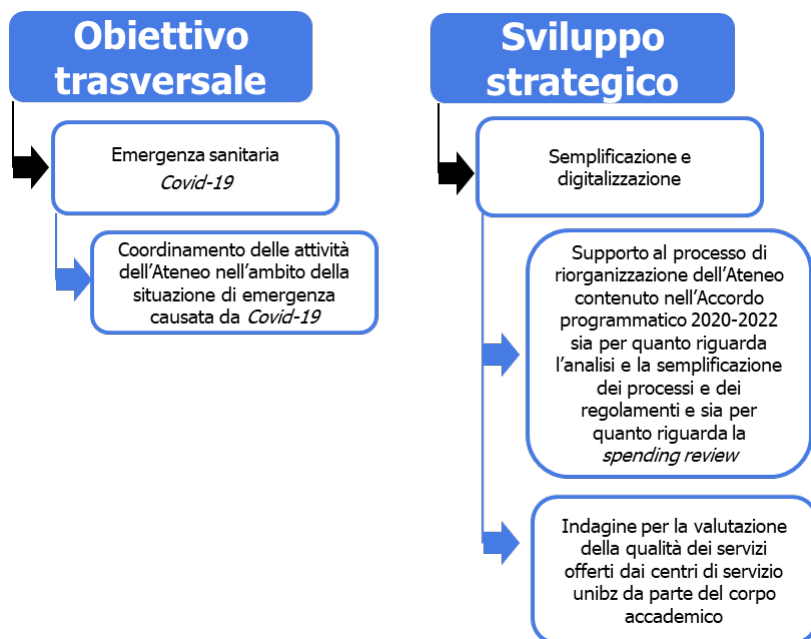 Obiettivo
trasversale
Emergenza sanitaria
Covid-19
Coordinamento delle attività
dell'Ateneo nell'ambito della
situazione di emergenza
causata da Covid-19
Sviluppo
strategico
Semplificazione e
digitalizzazione
Supporto al processo di
riorganizzazione dell'Ateneo
contenuto nell'Accordo
programmatico 2020-2022
sia per quanto riguarda
l'analisi e la semplificazione
dei processi e dei
regolamenti e sia per
quanto riguarda la
spending review
Indagine per la valutazione
della qualità dei servizi
offerti dai centri di servizio
unibz da parte del corpo
accademico